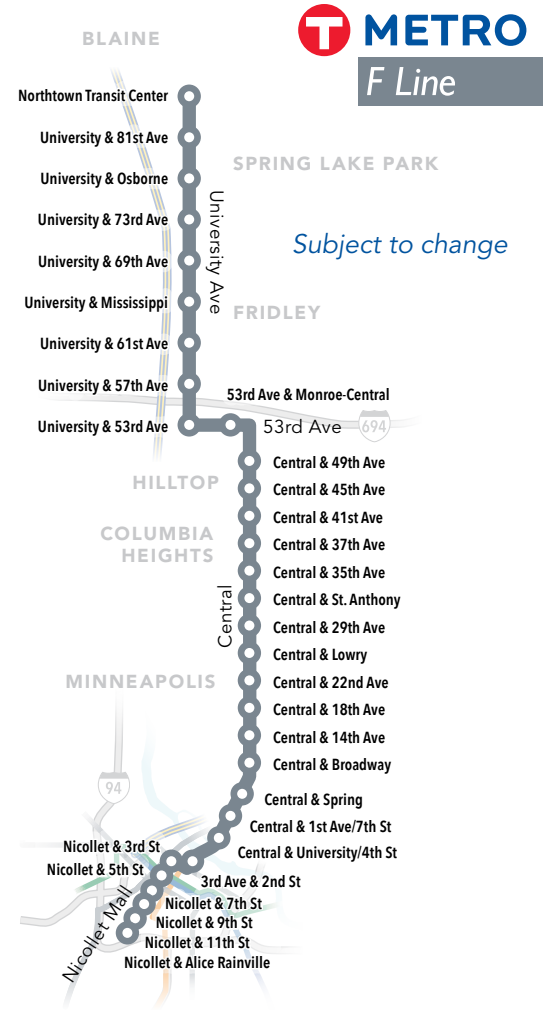 BLAINE
T METRO
F Line
Northtown Transit Center
University & 81st Ave
SPRING LAKE PARK
University & Osborne
University & 73rd Ave
University Ave
Subject to change
University & 69th Ave
University & Mississippi
FRIDLEY
University & 61st Ave
University & 57th Ave
53rd Ave & Monroe-Central
University & 53rd Ave
53rd Ave
694
Central & 49th Ave
HILLTOP
Central & 45th Ave
Central & 41st Ave
COLUMBIA
HEIGHTS
Central & 37th Ave
Central & 35th Ave
Central & St. Anthony
Central
Central & 29th Ave
Central & Lowry
MINNEAPOLIS
Central & 22nd Ave
Central & 18th Ave
Central & 14th Ave
Central & Broadway
94
Central & Spring
Central & 1st Ave/7th St
Central & University/4th St
Nicollet & 3rd St
Nicollet & 5th St
3rd Ave & 2nd St
Nicollet & 7th St
Nicollet & 9th St
Nicollet Mall
Nicollet & 11th St
Nicollet & Alice Rainville